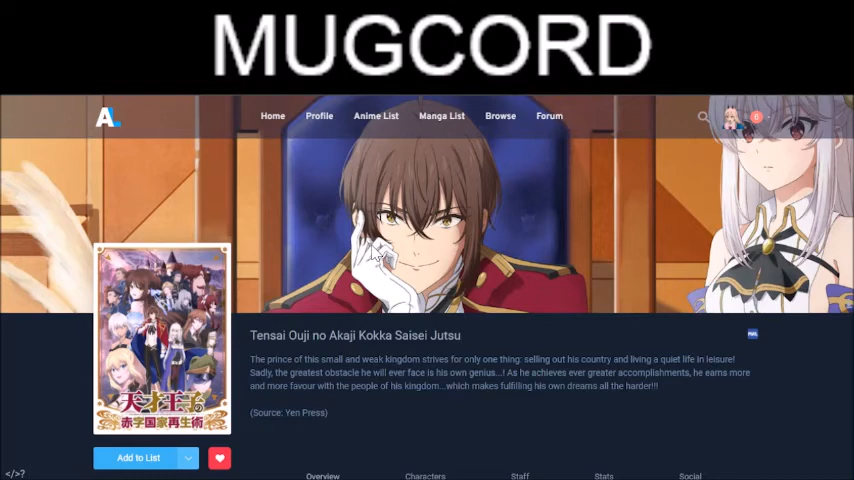 MUGCORD
AL
Home Profile Anime List Manga List Browse Forum
6
天才王子の
赤字国家再生術
Tensai Ouji no Akaji Kokka Saisei Jutsu
The prince of this small and weak kingdom strives for only one thing: selling out his country and living a quiet life in leisure!
Sadly, the greatest obstacle he will ever face is his own genius...! As he achieves ever greater accomplishments, he earns more
and more favour with the people of his kingdom...which makes fulfilling his own dreams all the harder!!!
(Source: Yen Press)
Add to List
</>?
Overview Characters Staff Stats Social